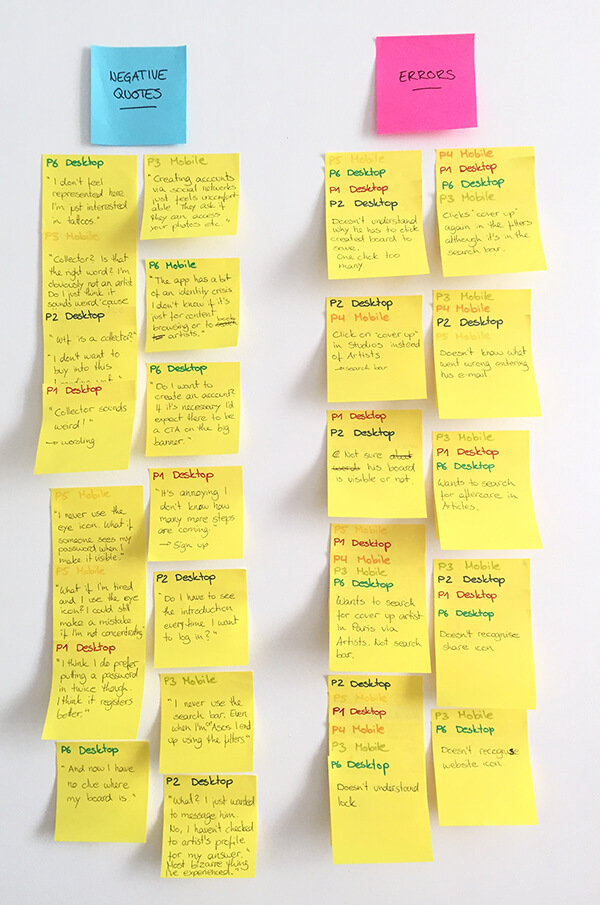 NEGATIVE
QUOTES
P6 Desktop
"I don't feel
represented here
I'm just interested
in tattoos."
P5 Mobile
"Collector? Is that
the right word? I'm
obviously not an artist
Do I just think it
sounds weird 'cause
P2 Desktop
"Wtf is a collector?"
"I don't want to
buy into this
P1 Desktop
"Collector sounds
weird!"
→ wording
P5 Mobile
"I never use the
eye icon. What if
someone sees my
password when I
make it visible."
P5 Mobile
"What if I'm tired
and I use the eye
icon? I could still
make a mistake
if I'm not concentrating"
P1 Desktop
"I think I do prefer
puting a password
in twice though.
I think it registers
better."
P6 Desktop
"And now I have
no clue where
my board is"
P3 Mobile
"Creating accounts
via social networks
just feels uncomfort-
able. They ask if
they can access
your photos etc."
P6 Mobile
"The app has a bit
of an identity crisis
I don't know if it's
just for content
browsing or to book
artists."
P6 Desktop
"Do I want to
create an account?
If it's necessary I'd
expect there to be
a CTA on the big
banner."
P1 Desktop
"It's annoying I
don't know how
many more steps
are coming."
→ Sign up
P2 Desktop
"Do I have to see
the introduction
everytime I want
to log in?"
P3 Mobile
"I never use the
search bar. Even
when I'm Asos I end
up using the filters"
P2 Desktop
"What? I just wanted
to message him.
No, I haven't checked
to artist's profile
for my answer."
Most bizarre thing
I've experienced."
ERRORS
P5 Mobile
P6 Desktop
P1 Desktop
P2 Desktop
Doesn't understand
why he has to click
created board to
save.
One click too
many
P2 Desktop
P4 Mobile
Click on "cover up"
in Studios instead
of Artists.
→ search bar
P1 Desktop
P2 Desktop
Not sure his board
is visible or not.
P5 Mobile
P1 Desktop
P4 Mobile
P3 Mobile
P6 Desktop
Wants to search
for cover up artist
in Paris via
Artists. Not search
bar.
P2 Desktop
P5 Mobile
P1 Desktop
P4 Mobile
P3 Mobile
P6 Desktop
Doesn't understand
lock.
P4 Mobile
P1 Desktop
P6 Desktop
P3 Mobile
Clicks "cover up"
again in the filters
although it's in the
search bar.
P3 Mobile
P4 Mobile
P2 Desktop
P5 Mobile
Doesn't know what
went wrong entering
his e-mail
P3 Mobile
P1 Desktop
P6 Desktop
Wants to search
for aftercare in
Articles.
P3 Mobile
P2 Desktop
P1 Desktop
P6 Desktop
Doesn't recognise
share icon
P3 Mobile
P6 Desktop
Doesn't recognise
website icon